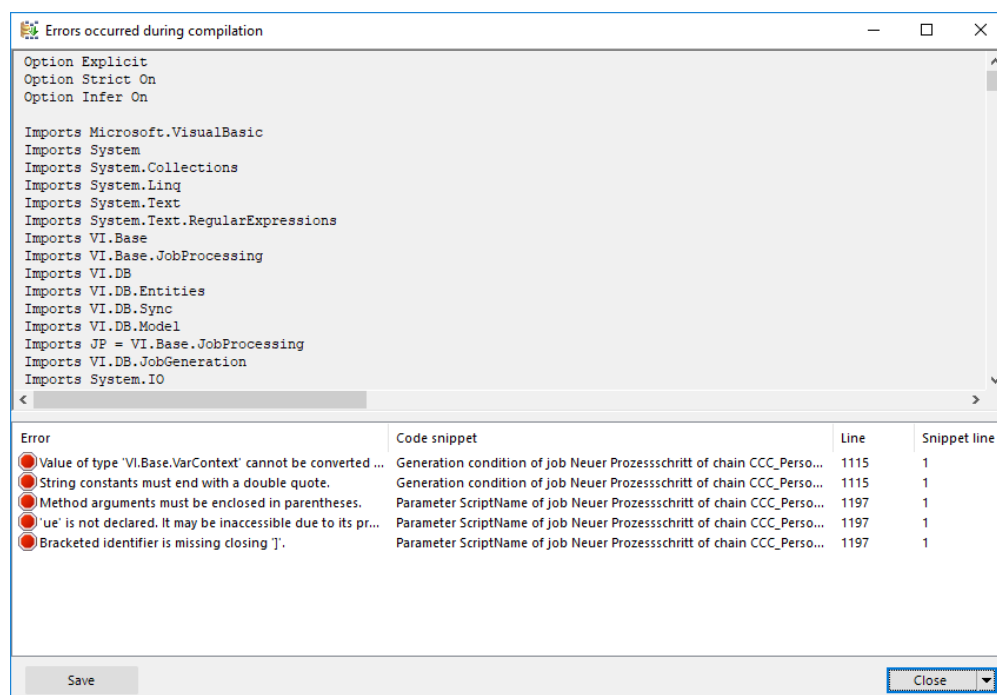 Errors occurred during compilation
Option Explicit
Option Strict On
Option Infer On
Imports Microsoft.VisualBasic
Imports System
Imports System.Collections
Imports System.Linq
Imports System.Text
Imports System.Text.RegularExpressions
Imports VI.Base
Imports VI.Base.JobProcessing
Imports VI.DB
Imports VI.DB.Entities
Imports VI.DB.Sync
Imports VI.DB.Model
Imports JP = VI.Base.JobProcessing
Imports VI.DB.JobGeneration
Imports System.IO
Error Code snippet Line Snippet line
Value of type 'VI.Base.VarContext' cannot be converted ... Generation condition of job Neuer Prozessschritt of chain CCC_Perso... 1115 1
String constants must end with a double quote. Generation condition of job Neuer Prozessschritt of chain CCC_Perso... 1115 1
Method arguments must be enclosed in parentheses. Parameter ScriptName of job Neuer Prozessschritt of chain CCC_Perso... 1197 1
'ue' is not declared. It may be inaccessible due to its pr... Parameter ScriptName of job Neuer Prozessschritt of chain CCC_Perso... 1197 1
Bracketed identifier is missing closing ']'. Parameter ScriptName of job Neuer Prozessschritt of chain CCC_Perso... 1197 1
Save Close